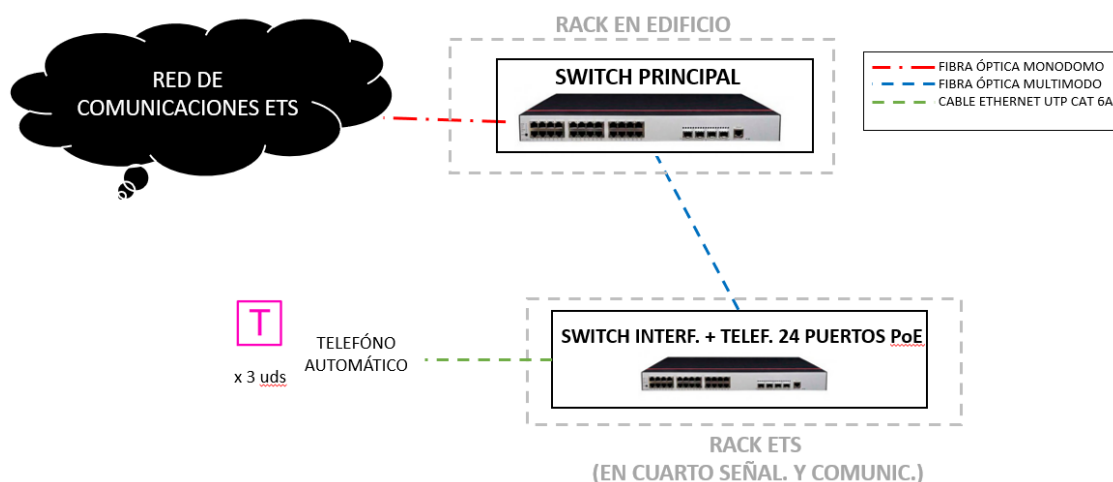 RACK EN EDIFICIO
RED DE
COMUNICACIONES ETS
SWITCH PRINCIPAL
FIBRA ÓPTICA MONODOMO
FIBRA ÓPTICA MULTIMODO
CABLE ETHERNET UTP CAT 6A
T
x 3 uds
TELEFÓNO
AUTOMÁTICO
SWITCH INTERF. + TELEF. 24 PUERTOS PoE
RACK ETS
(EN CUARTO SEÑAL. Y COMUNIC.)